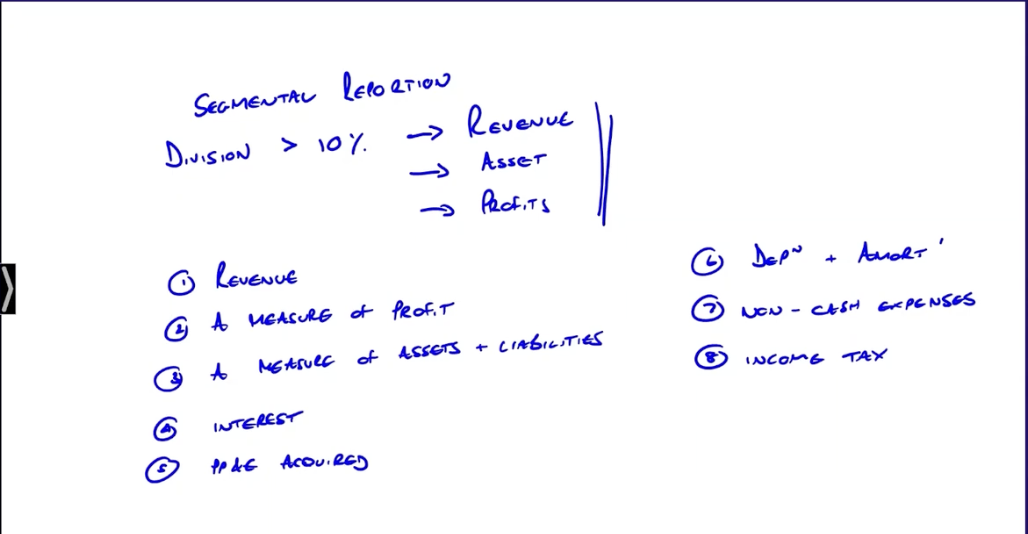 SEGMENTAL REPORTION
DIVISION > 10% → REVENUE
→ ASSET
→ PROFITS
① REVENUE
② A MEASURE OF PROFIT
③ A MEASURE OF ASSETS + LIABILITIES
④ INTEREST
⑤ PP&E ACQUIRED
⑥ DEPN + AMORT'
⑦ NON-CASH EXPENSES
⑧ INCOME TAX